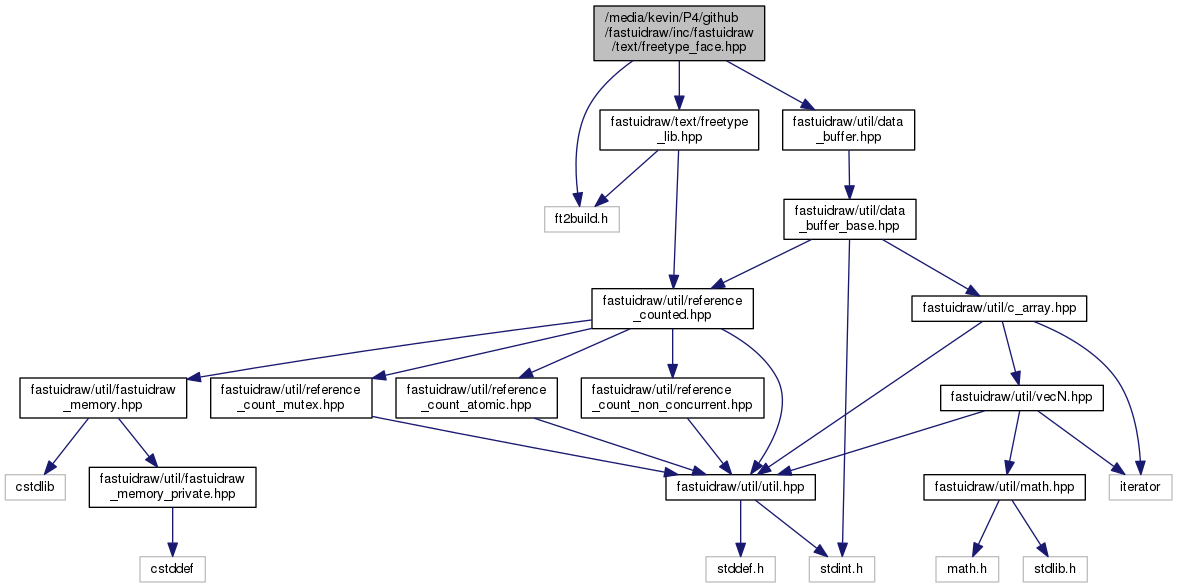 /media/kevin/P4/github
/fastuidraw/inc/fastuidraw
/text/freetype_face.hpp
fastuidraw/text/freetype
_lib.hpp
fastuidraw/util/data
_buffer.hpp
ft2build.h
fastuidraw/util/data
_buffer_base.hpp
fastuidraw/util/reference
_counted.hpp
fastuidraw/util/c_array.hpp
fastuidraw/util/fastuidraw
_memory.hpp
fastuidraw/util/reference
_count_mutex.hpp
fastuidraw/util/reference
_count_atomic.hpp
fastuidraw/util/reference
_count_non_concurrent.hpp
fastuidraw/util/vecN.hpp
cstdlib
fastuidraw/util/fastuidraw
_memory_private.hpp
fastuidraw/util/util.hpp
fastuidraw/util/math.hpp
iterator
cstddef
stddef.h
stdint.h
math.h
stdlib.h